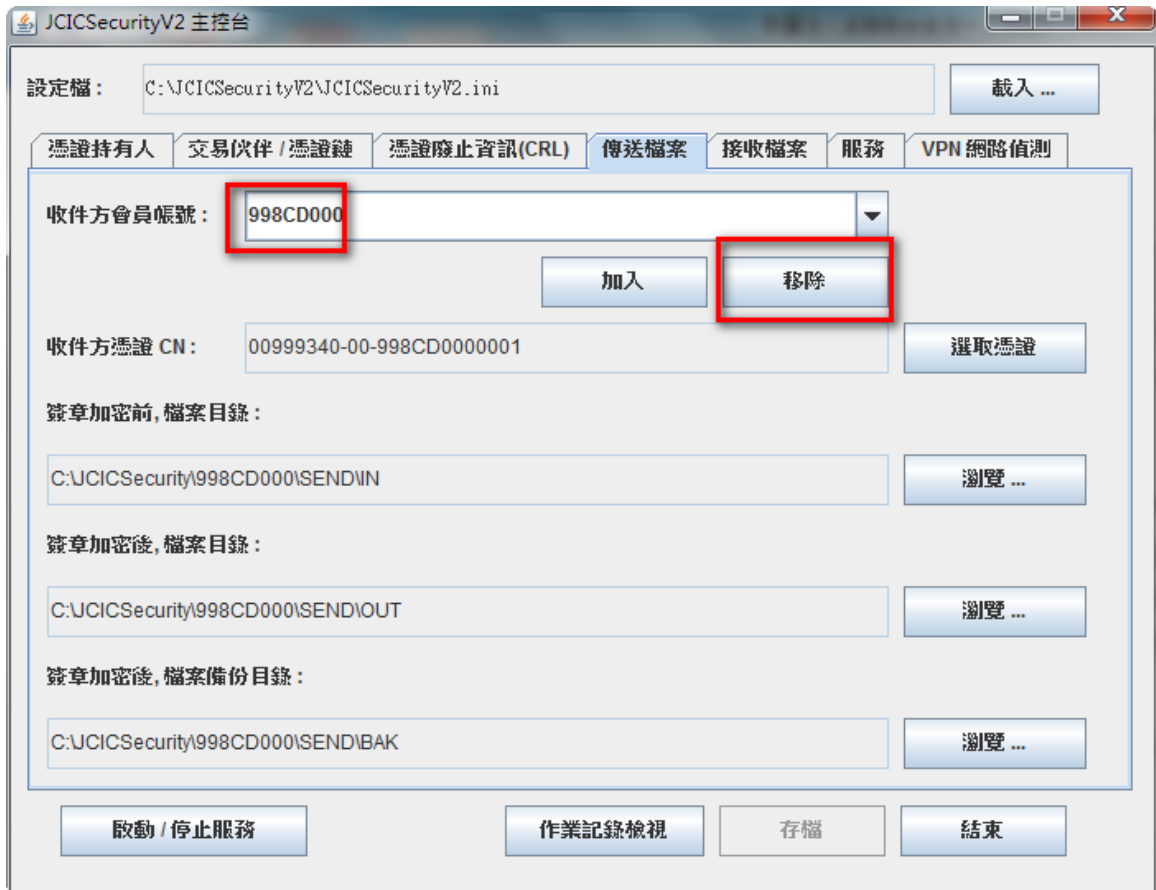 JCICSecurityV2 主控台
設定檔： C:\JCICSecurityV2\JCICSecurityV2.ini 載入 ...
憑證持有人 交易伙伴 / 憑證鏈 憑證廢止資訊(CRL) 傳送檔案 接收檔案 服務 VPN 網路偵測
收件方會員帳號： 998CD000
加入 移除
收件方憑證 CN： 00999340-00-998CD0000001 選取憑證
簽章加密前, 檔案目錄：
C:\JCICSecurity\998CD000\SEND\IN 瀏覽 ...
簽章加密後, 檔案目錄：
C:\JCICSecurity\998CD000\SEND\OUT 瀏覽 ...
簽章加密後, 檔案備份目錄：
C:\JCICSecurity\998CD000\SEND\BAK 瀏覽 ...
啟動 / 停止服務 作業記錄檢視 存檔 結束